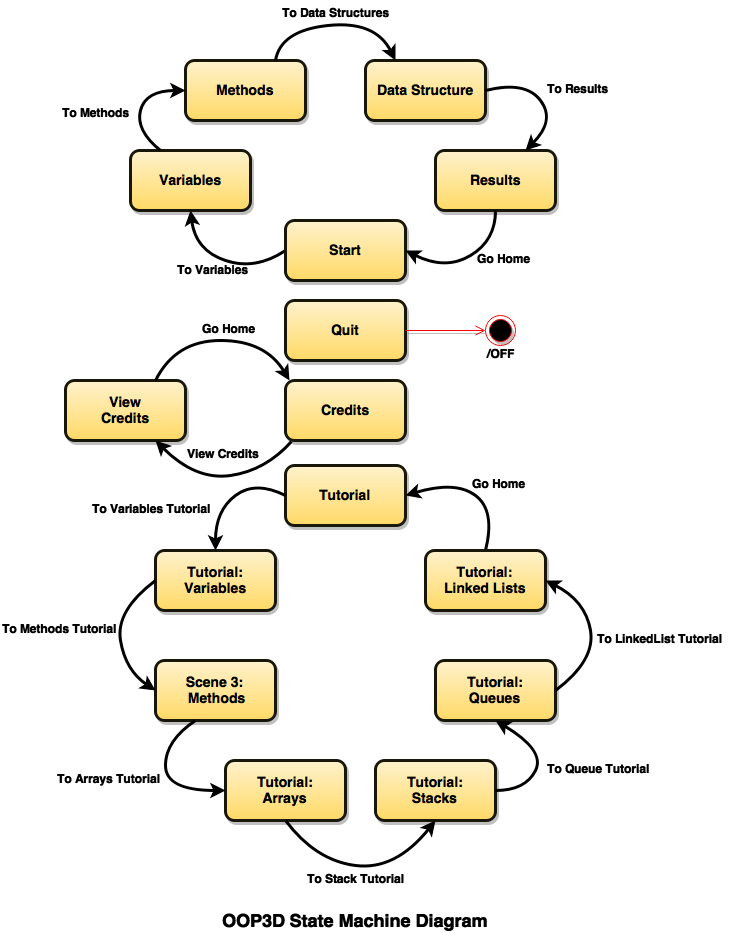 To Data Structures
Methods
Data Structure
To Results
To Methods
Variables
Results
Start
Go Home
To Variables
Go Home
Quit
/OFF
View
Credits
Credits
View Credits
Go Home
Tutorial
To Variables Tutorial
Tutorial:
Variables
Tutorial:
Linked Lists
To Methods Tutorial
To LinkedList Tutorial
Scene 3:
Methods
Tutorial:
Queues
To Arrays Tutorial
To Queue Tutorial
Tutorial:
Arrays
Tutorial:
Stacks
To Stack Tutorial
OOP3D State Machine Diagram